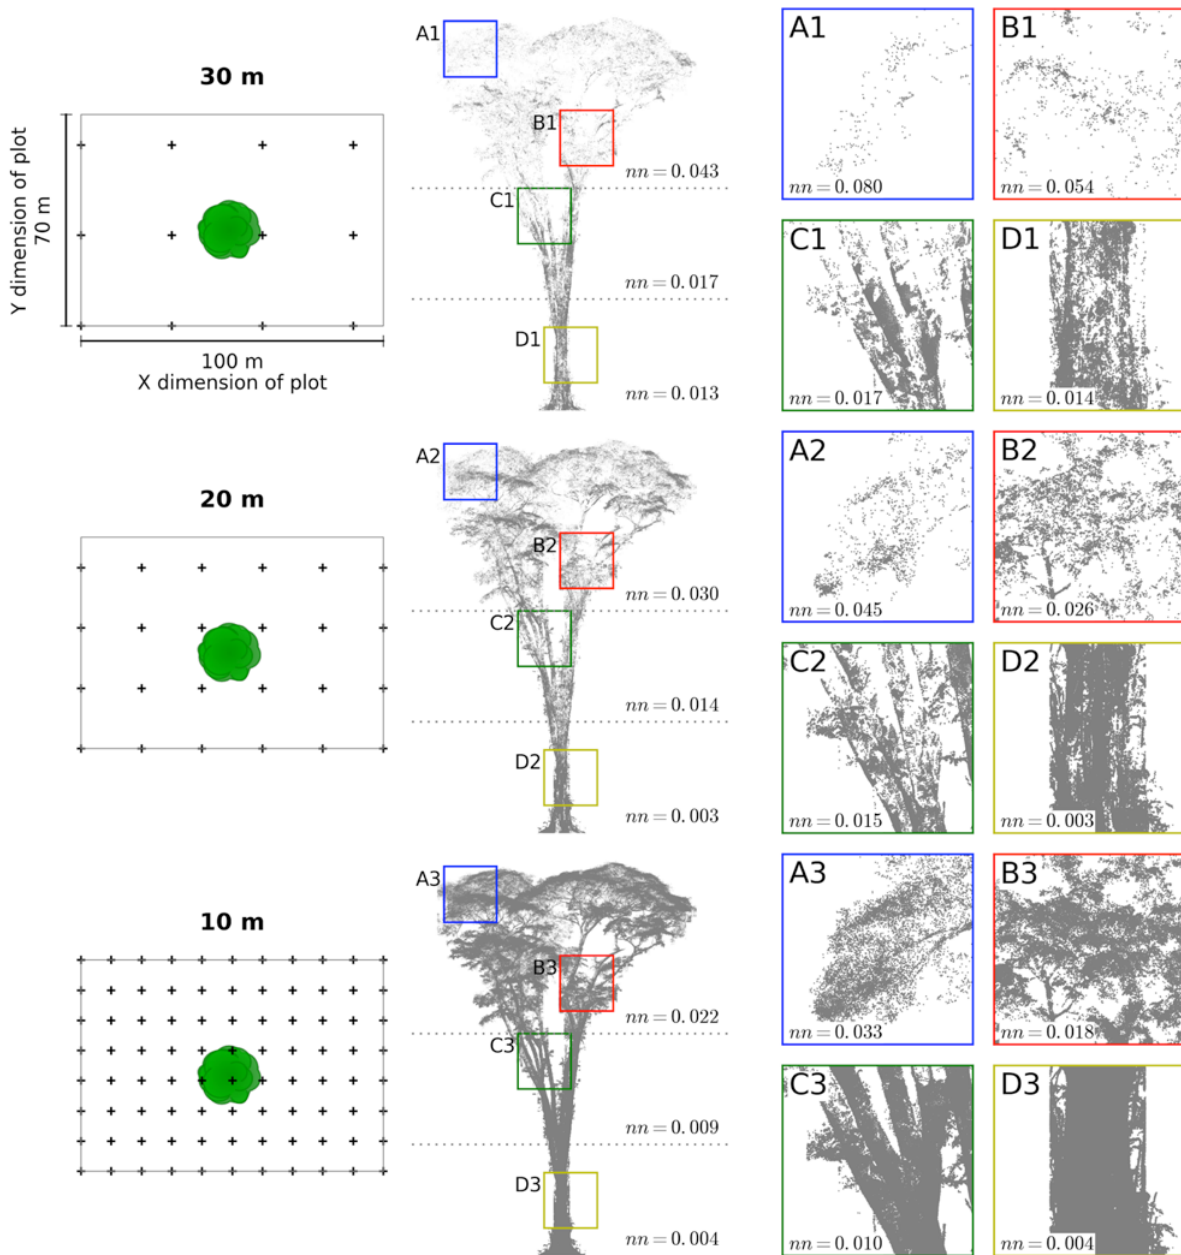 30 m
Y dimension of plot
70 m
100 m
X dimension of plot
A1
B1
nn = 0.043
C1
nn = 0.017
D1
nn = 0.013
A1
nn = 0.080
B1
nn = 0.054
C1
nn = 0.017
D1
nn = 0.014
20 m
A2
B2
nn = 0.030
C2
nn = 0.014
D2
nn = 0.003
A2
nn = 0.045
B2
nn = 0.026
C2
nn = 0.015
D2
nn = 0.003
10 m
A3
B3
nn = 0.022
C3
nn = 0.009
D3
nn = 0.004
A3
nn = 0.033
B3
nn = 0.018
C3
nn = 0.010
D3
nn = 0.004